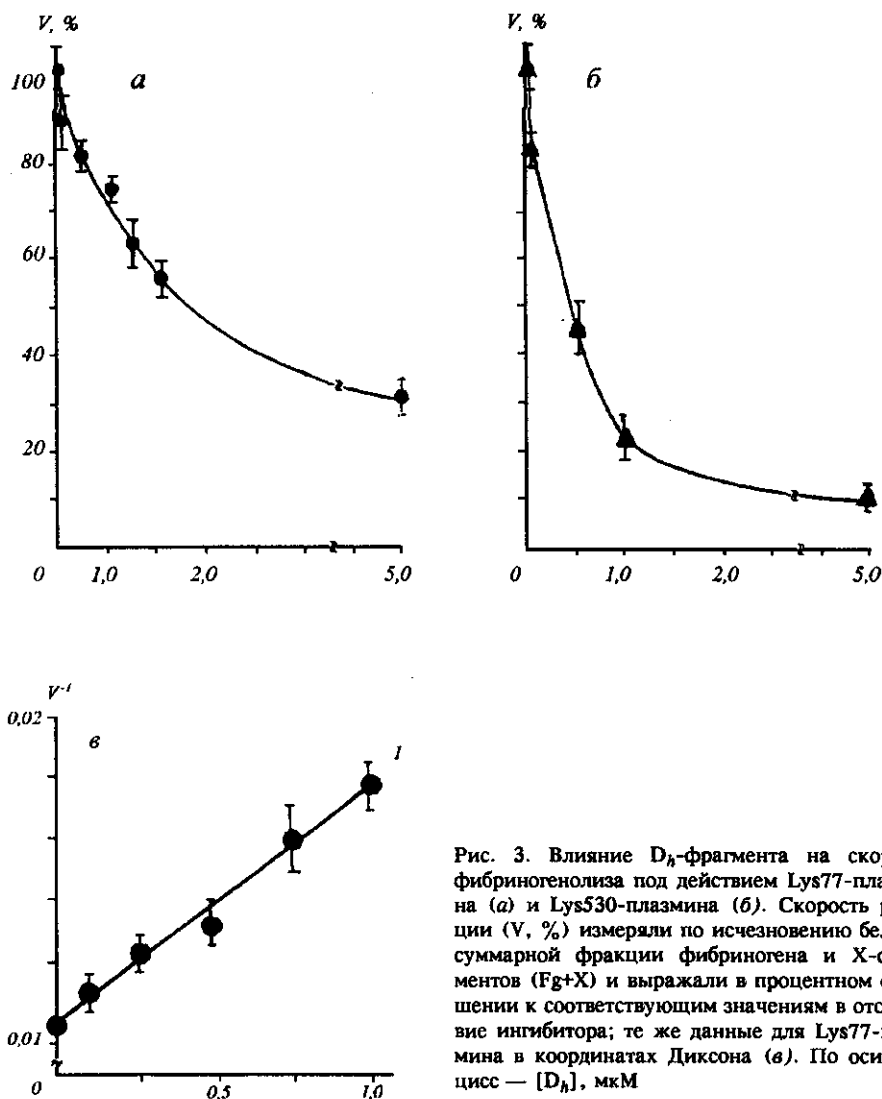 V, %
а
100
80
60
40
20
0
1,0
2,0
5,0
V, %
б
0
1,0
2,0
5,0
V⁻¹
0,02
в
1
0,01
0
0,5
1,0
Рис. 3. Влияние Dₕ-фрагмента на ско
фибриногенолиза под действием Lys77-пла
на (а) и Lys530-плазмина (б). Скорость
ции (V, %) измеряли по исчезновению бе
суммарной фракции фибриногена и X-
ментов (Fg+X) и выражали в процентном
шении к соответствующим значениям в отс
вие ингибитора; те же данные для Lys77-
мина в координатах Диксона (в). По оси
цисс — [Dₕ], мкМ